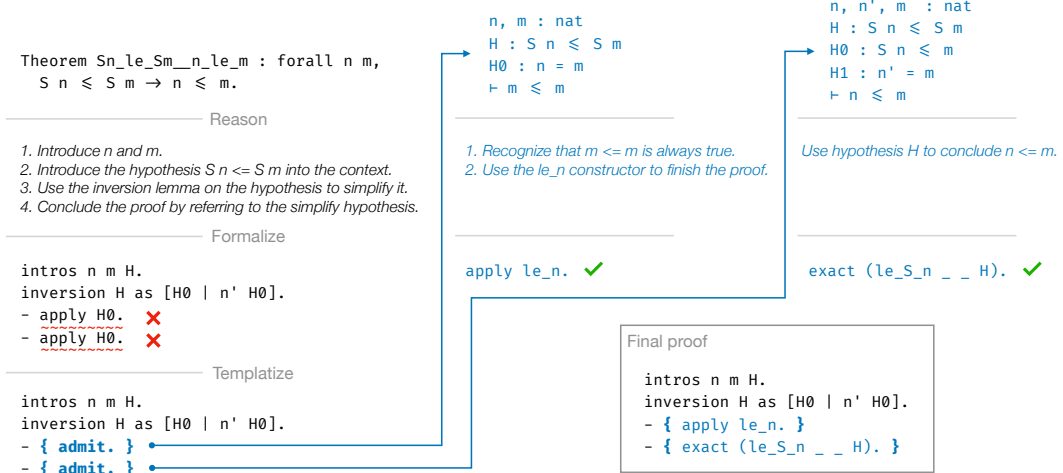 Theorem Sn_le_Sm__n_le_m : forall n m,
S n ⩽ S m → n ⩽ m.
Reason
1. Introduce n and m.
2. Introduce the hypothesis S n <= S m into the context.
3. Use the inversion lemma on the hypothesis to simplify it.
4. Conclude the proof by referring to the simplify hypothesis.
Formalize
intros n m H.
inversion H as [H0 | n' H0].
- apply H0. ✗
- apply H0. ✗
Templatize
intros n m H.
inversion H as [H0 | n' H0].
- { admit. }
- { admit. }
n, m : nat
H : S n ⩽ S m
H0 : n = m
⊢ m ⩽ m
1. Recognize that m <= m is always true.
2. Use the le_n constructor to finish the proof.
apply le_n. ✓
n, n', m : nat
H : S n ⩽ S m
H0 : S n ⩽ m
H1 : n' = m
⊢ n ⩽ m
Use hypothesis H to conclude n <= m.
exact (le_S_n _ _ H). ✓
Final proof
intros n m H.
inversion H as [H0 | n' H0].
- { apply le_n. }
- { exact (le_S_n _ _ H). }